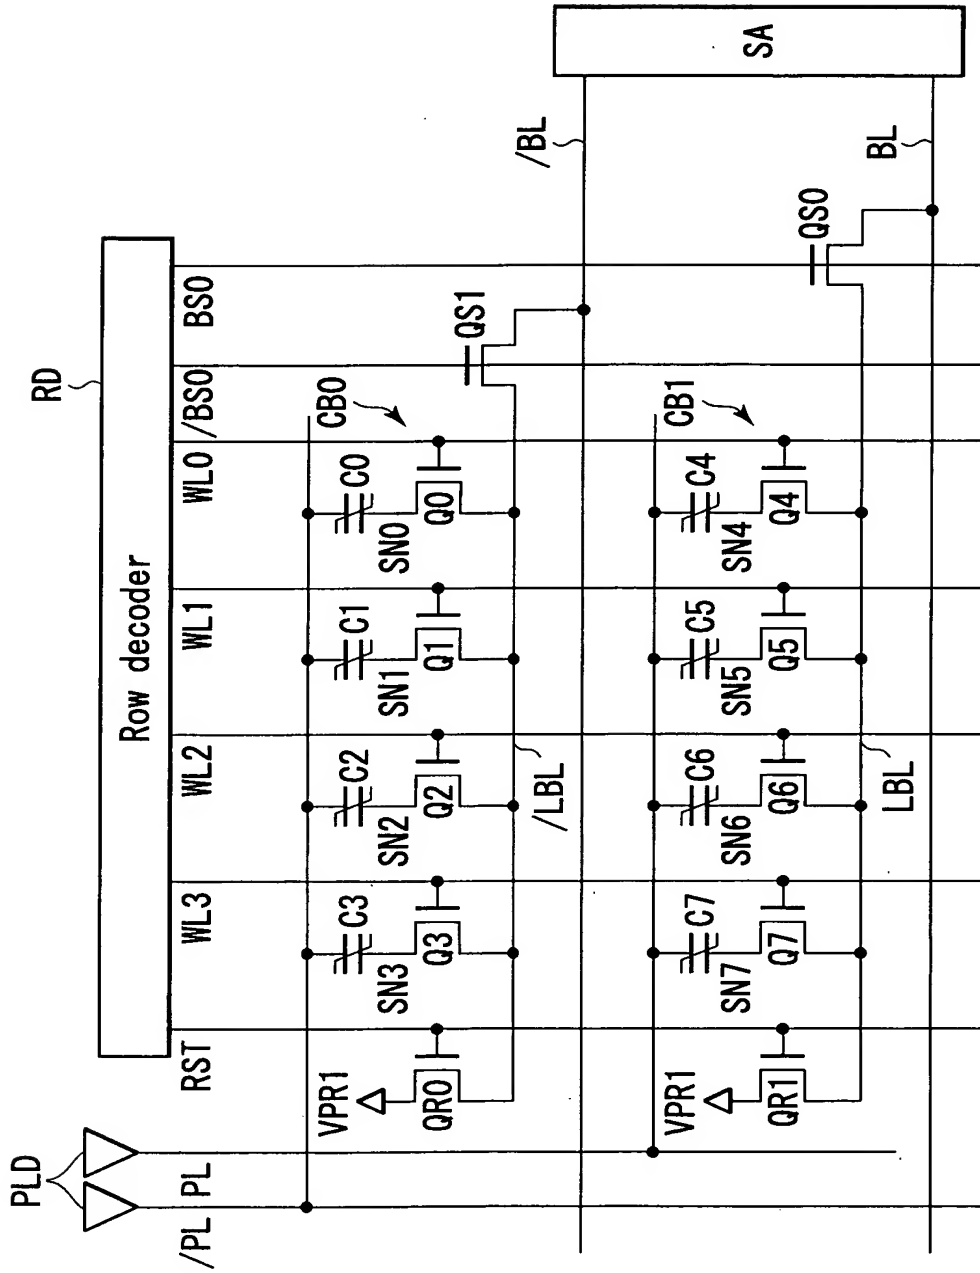 SA
/BL
BL
RD
Row decoder
BS0
QS0
/BS0
QS1
WL0
CB0
CB1
C0
SN0
Q0
C4
SN4
Q4
WL1
C1
SN1
Q1
C5
SN5
Q5
WL2
C2
SN2
Q2
/LBL
C6
SN6
Q6
LBL
WL3
C3
SN3
Q3
C7
SN7
Q7
RST
VPR1
QR0
VPR1
QR1
PLD
PL
/PL